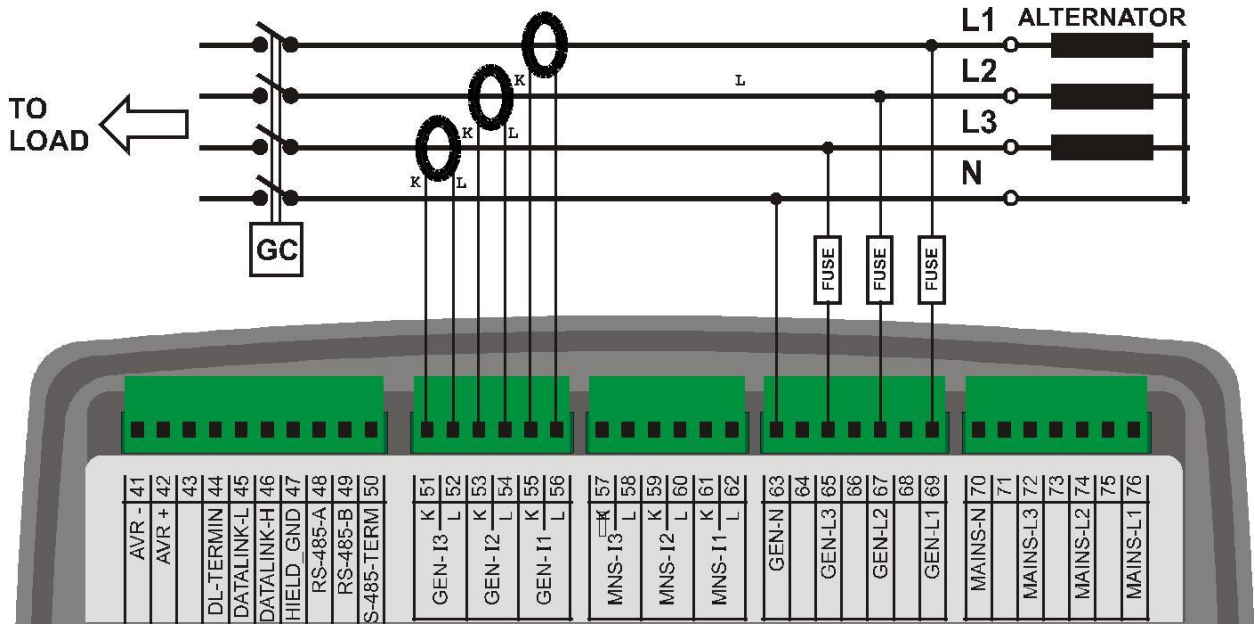 L1 ALTERNATOR
L2
L3
N
TO
LOAD
K
L
K
L
K
L
GC
FUSE
FUSE
FUSE
41 AVR -
42 AVR +
43
44 DL-TERMIN
45 DATALINK-L
46 DATALINK-H
47 HIELD_GND
48 RS-485-A
49 RS-485-B
50 S-485-TERM
51 K
52 L
GEN-I3
53 K
54 L
GEN-I2
55 K
56 L
GEN-I1
57 K
58 L
MNS-I3
59 K
60 L
MNS-I2
61 K
62 L
MNS-I1
63 GEN-N
64
65 GEN-L3
66
67 GEN-L2
68
69 GEN-L1
70 MAINS-N
71
72 MAINS-L3
73
74 MAINS-L2
75
76 MAINS-L1